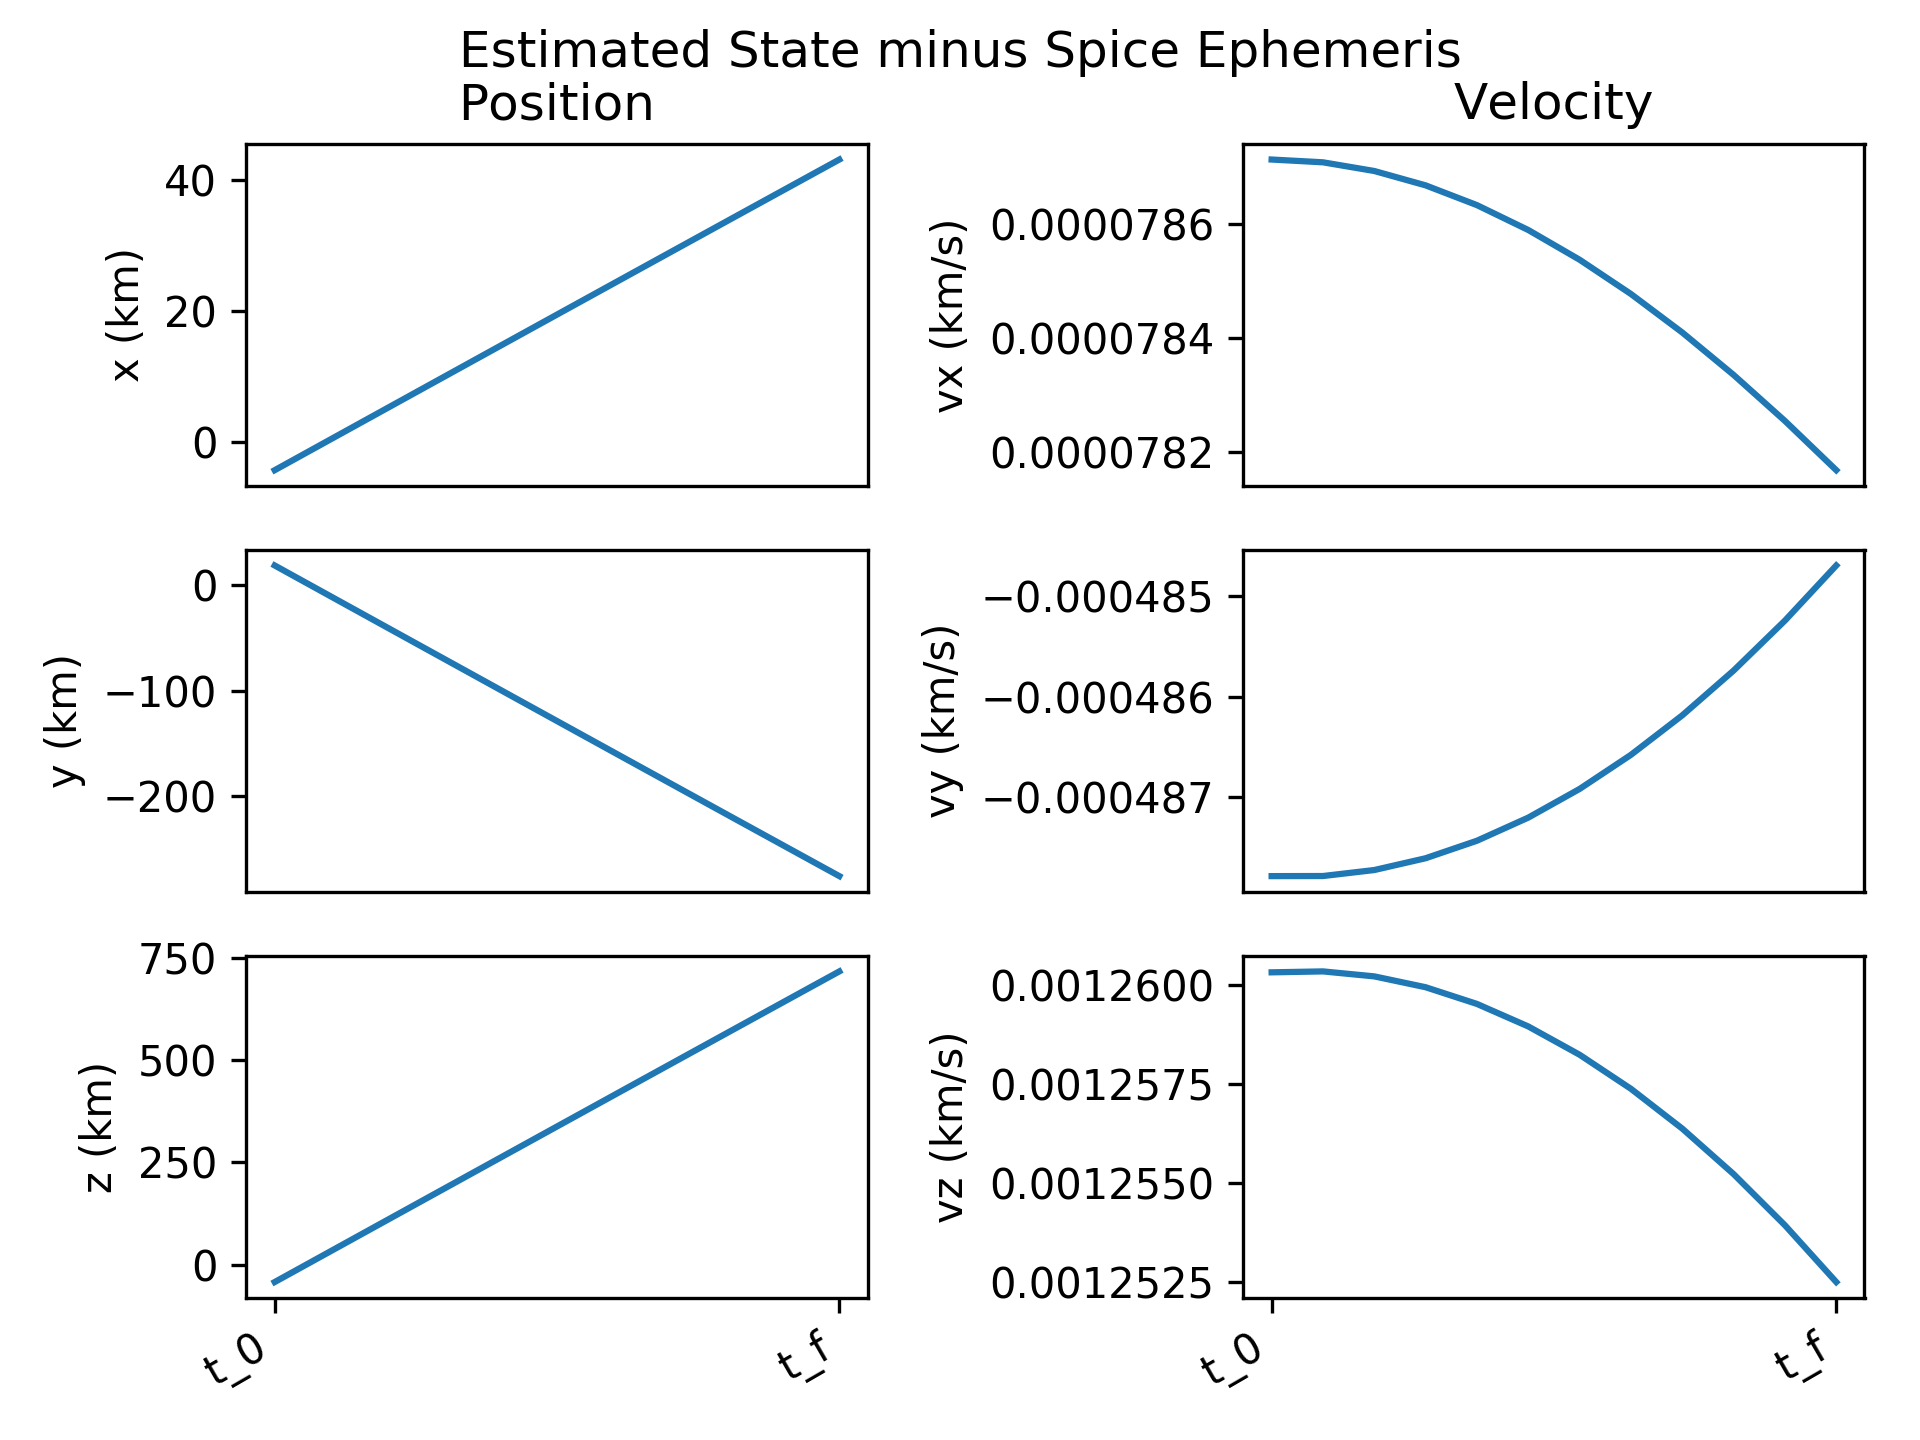 Estimated State minus Spice Ephemeris
Position
Velocity
x (km)
40
20
0
vx (km/s)
0.0000786
0.0000784
0.0000782
y (km)
0
−100
−200
vy (km/s)
−0.000485
−0.000486
−0.000487
z (km)
750
500
250
0
vz (km/s)
0.0012600
0.0012575
0.0012550
0.0012525
t_0
t_f
t_0
t_f